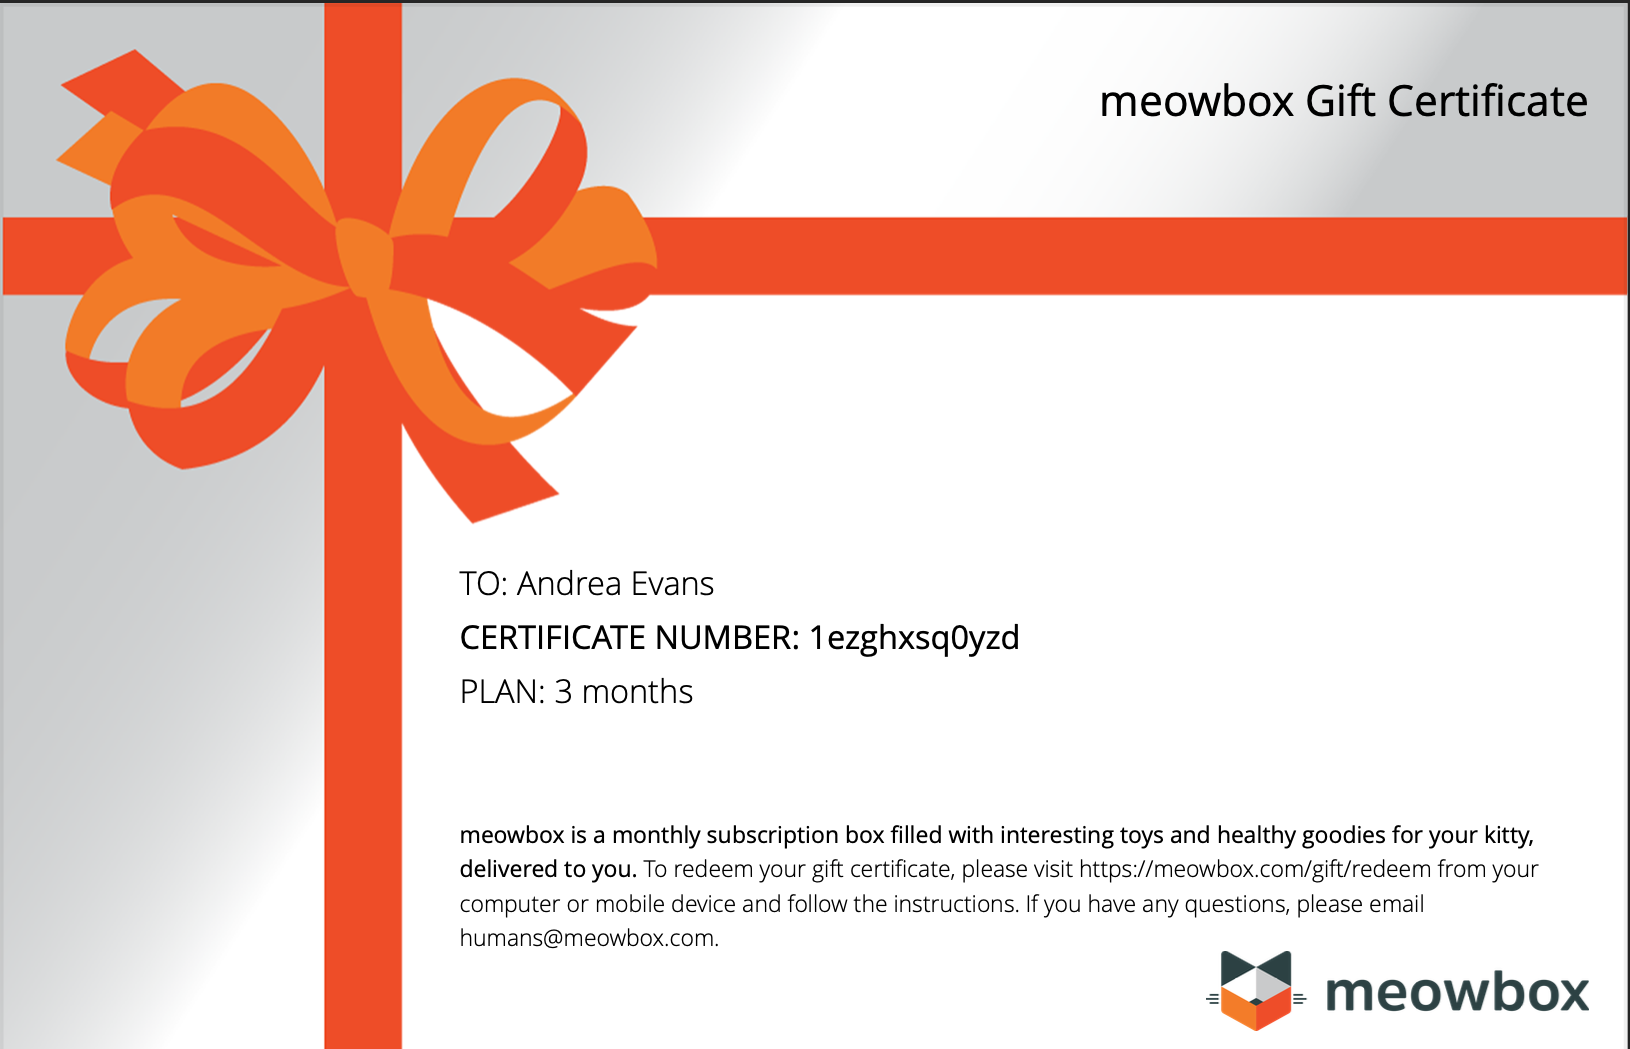 meowbox Gift Certificate
TO: Andrea Evans
CERTIFICATE NUMBER: 1ezghxsq0yzd
PLAN: 3 months
meowbox is a monthly subscription box filled with interesting toys and healthy goodies for your kitty,
delivered to you. To redeem your gift certificate, please visit https://meowbox.com/gift/redeem from your
computer or mobile device and follow the instructions. If you have any questions, please email
humans@meowbox.com.
meowbox